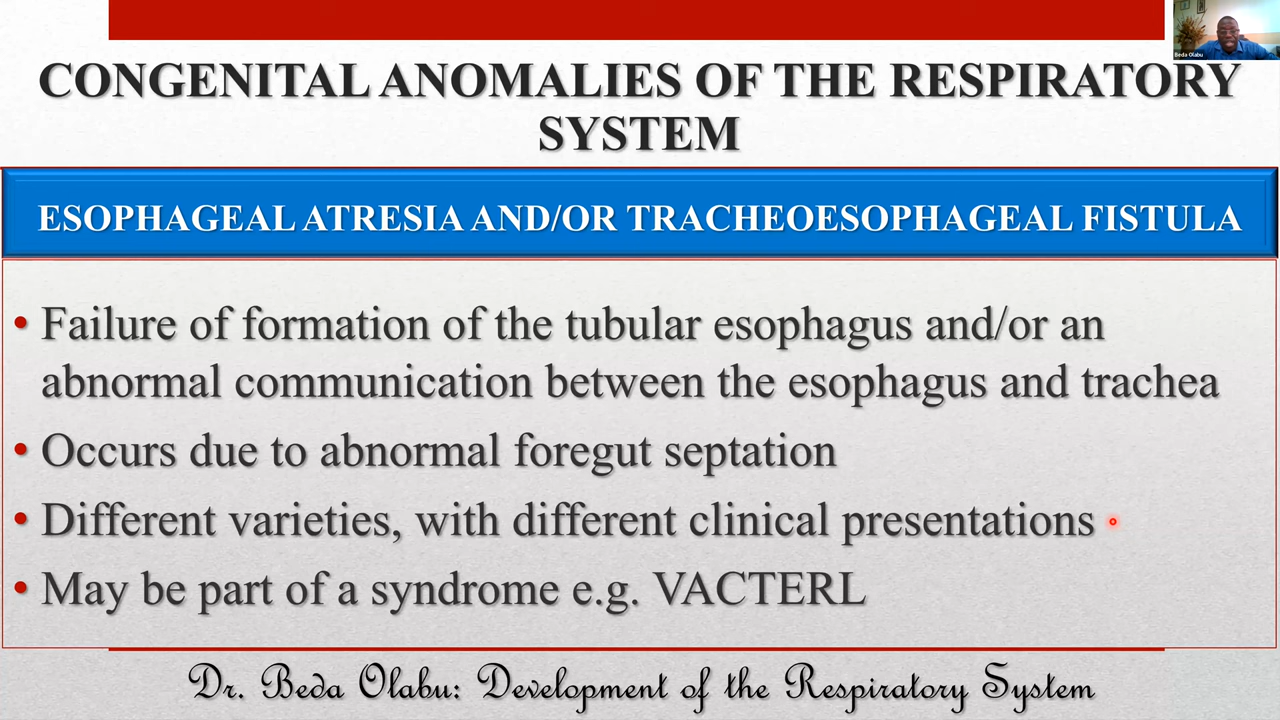 Beda Olabu
CONGENITAL ANOMALIES OF THE RESPIRATORY
SYSTEM
ESOPHAGEAL ATRESIA AND/OR TRACHEOESOPHAGEAL FISTULA
• Failure of formation of the tubular esophagus and/or an
abnormal communication between the esophagus and trachea
• Occurs due to abnormal foregut septation
• Different varieties, with different clinical presentations
• May be part of a syndrome e.g. VACTERL
Dr. Beda Olabu: Development of the Respiratory System